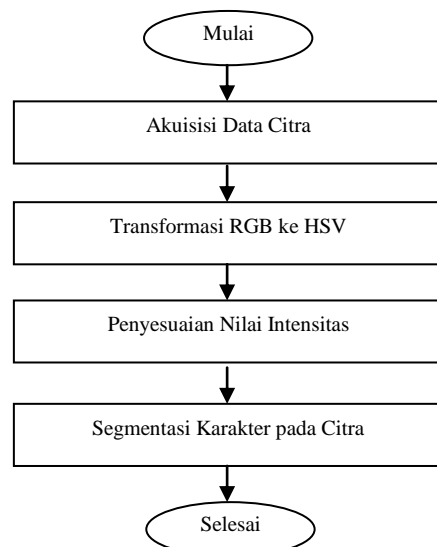 Mulai
Akuisisi Data Citra
Transformasi RGB ke HSV
Penyesuaian Nilai Intensitas
Segmentasi Karakter pada Citra
Selesai